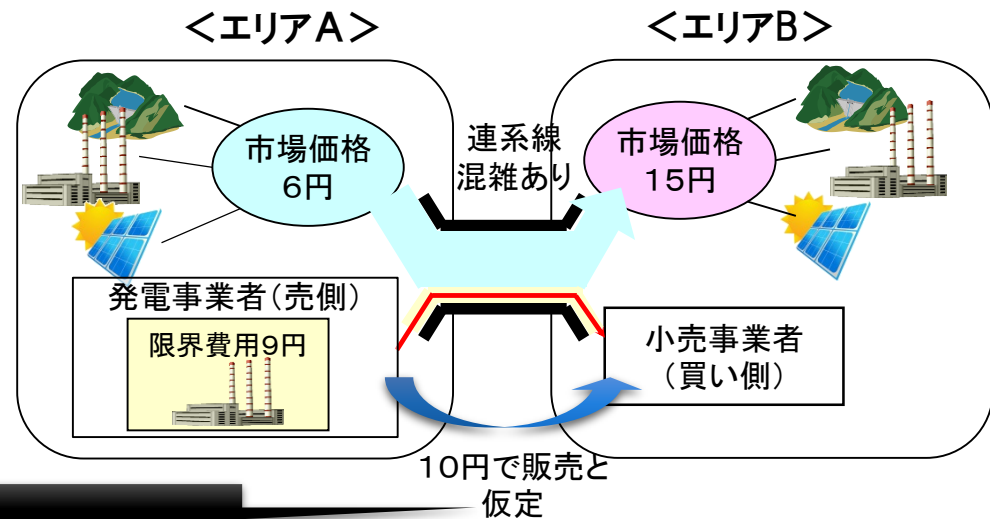 ＜エリアA＞
＜エリアB＞
市場価格
6円
連系線
混雑あり
市場価格
15円
発電事業者（売側）
限界費用9円
小売事業者
（買い側）
10円で販売と
仮定